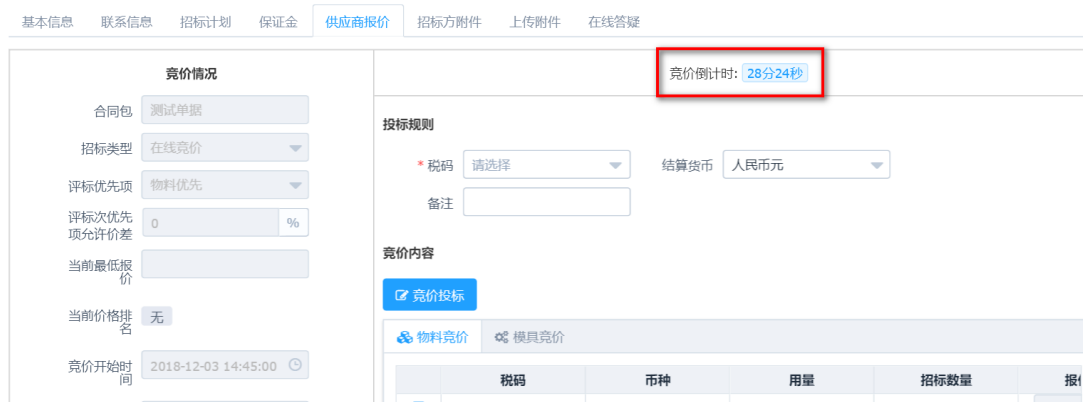 基本信息 联系信息 招标计划 保证金 供应商报价 招标方附件 上传附件 在线答疑
竞价情况
竞价倒计时: 28分24秒
合同包 测试单据
招标类型 在线竞价
评标优先项 物料优先
评标次优先
项允许价差 0 %
当前最低报
价
当前价格排
名 无
竞价开始时
间 2018-12-03 14:45:00
投标规则
* 税码 请选择 结算货币 人民币元
备注
竞价内容
竞价投标
物料竞价 模具竞价
税码 币种 用量 招标数量